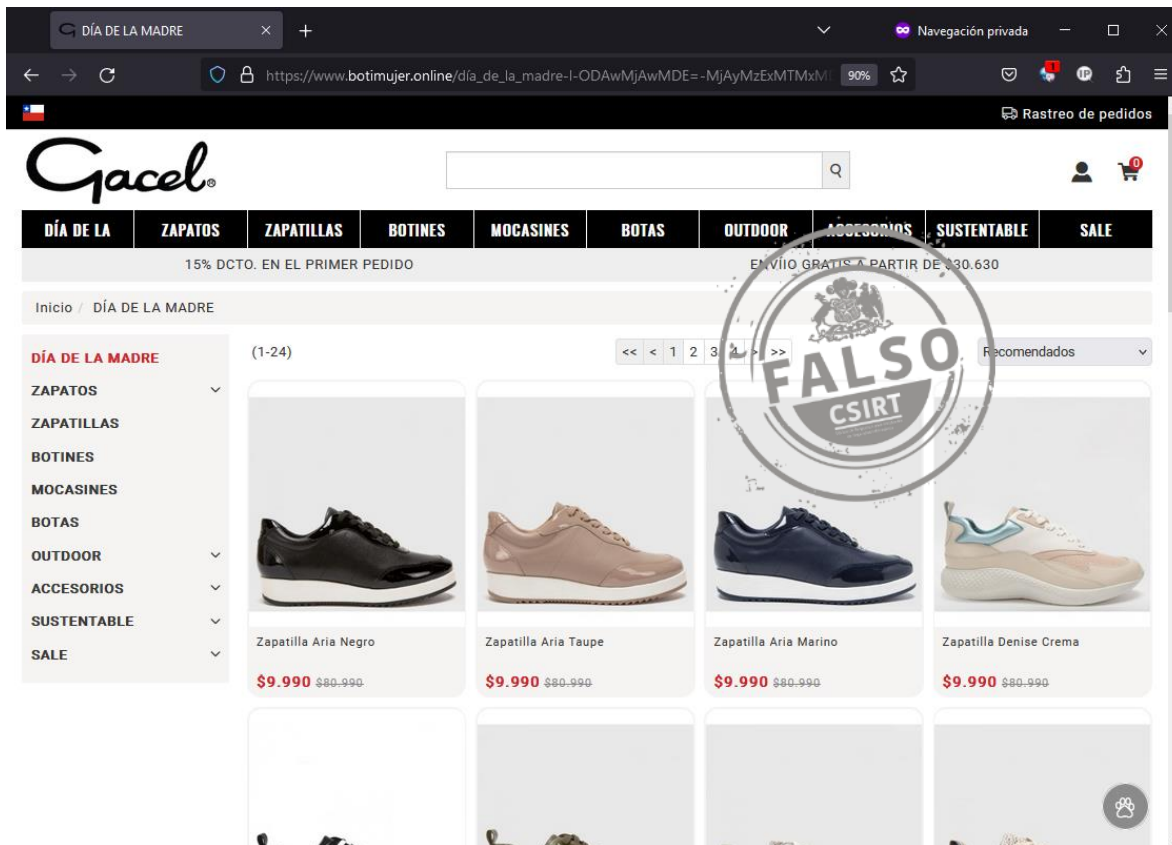 DÍA DE LA MADRE
Navegación privada
https://www.botimujer.online/día_de_la_madre-l-ODAwMjAwMDE=-MjAyMzExMTMxM
90%
1
IP
Rastreo de pedidos
Gacel®
0
DÍA DE LA ZAPATOS ZAPATILLAS BOTINES MOCASINES BOTAS OUTDOOR ACCESORIOS SUSTENTABLE SALE
15% DCTO. EN EL PRIMER PEDIDO ENVÍIO GRATIS A PARTIR DE $30.630
Inicio / DÍA DE LA MADRE
DÍA DE LA MADRE
ZAPATOS
ZAPATILLAS
BOTINES
MOCASINES
BOTAS
OUTDOOR
ACCESORIOS
SUSTENTABLE
SALE
(1-24) << < 1 2 3 4 > >> Recomendados
FALSO
CSIRT
Zapatilla Aria Negro
$9.990 $80.990
Zapatilla Aria Taupe
$9.990 $80.990
Zapatilla Aria Marino
$9.990 $80.990
Zapatilla Denise Crema
$9.990 $80.990